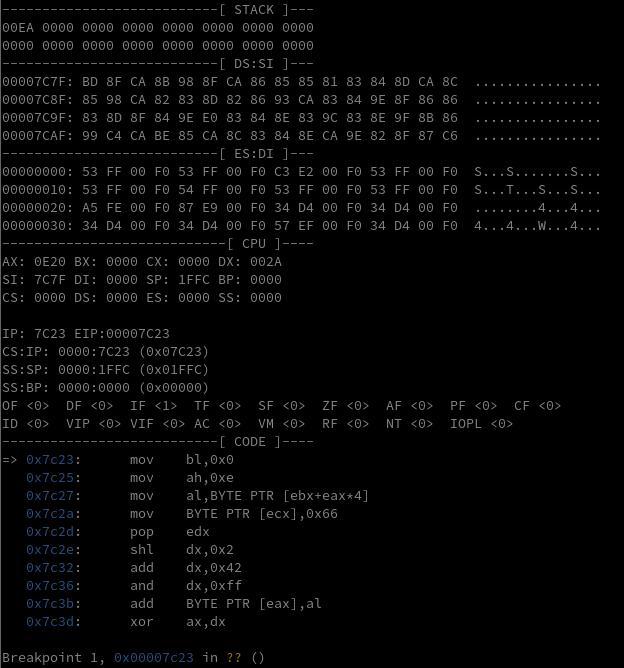 ---------------------------[ STACK ]---
00EA 0000 0000 0000 0000 0000 0000 0000
0000 0000 0000 0000 0000 0000 0000 0000
---------------------------[ DS:SI ]---
00007C7F: BD 8F CA 8B 98 8F CA 86 85 85 81 83 84 8D CA 8C  ................
00007C8F: 85 98 CA 82 83 8D 82 86 93 CA 83 84 9E 8F 86 86  ................
00007C9F: 83 8D 8F 84 9E E0 83 84 8E 83 9C 83 8E 9F 8B 86  ................
00007CAF: 99 C4 CA BE 85 CA 8C 83 84 8E CA 9E 82 8F 87 C6  ................
---------------------------[ ES:DI ]---
00000000: 53 FF 00 F0 53 FF 00 F0 C3 E2 00 F0 53 FF 00 F0  S...S.......S...
00000010: 53 FF 00 F0 54 FF 00 F0 53 FF 00 F0 53 FF 00 F0  S...T...S...S...
00000020: A5 FE 00 F0 87 E9 00 F0 34 D4 00 F0 34 D4 00 F0  ........4...4...
00000030: 34 D4 00 F0 34 D4 00 F0 57 EF 00 F0 34 D4 00 F0  4...4...W...4...
----------------------------[ CPU ]----
AX: 0E20 BX: 0000 CX: 0000 DX: 002A
SI: 7C7F DI: 0000 SP: 1FFC BP: 0000
CS: 0000 DS: 0000 ES: 0000 SS: 0000
IP: 7C23 EIP:00007C23
CS:IP: 0000:7C23 (0x07C23)
SS:SP: 0000:1FFC (0x01FFC)
SS:BP: 0000:0000 (0x00000)
OF <0>  DF <0>  IF <1>  TF <0>  SF <0>  ZF <0>  AF <0>  PF <0>  CF <0>
ID <0>  VIP <0> VIF <0> AC <0>  VM <0>  RF <0>  NT <0>  IOPL <0>
---------------------------[ CODE ]----
=> 0x7c23:      mov    bl,0x0
   0x7c25:      mov    ah,0xe
   0x7c27:      mov    al,BYTE PTR [ebx+eax*4]
   0x7c2a:      mov    BYTE PTR [ecx],0x66
   0x7c2d:      pop    edx
   0x7c2e:      shl    dx,0x2
   0x7c32:      add    dx,0x42
   0x7c36:      and    dx,0xff
   0x7c3b:      add    BYTE PTR [eax],al
   0x7c3d:      xor    ax,dx
Breakpoint 1, 0x00007c23 in ?? ()